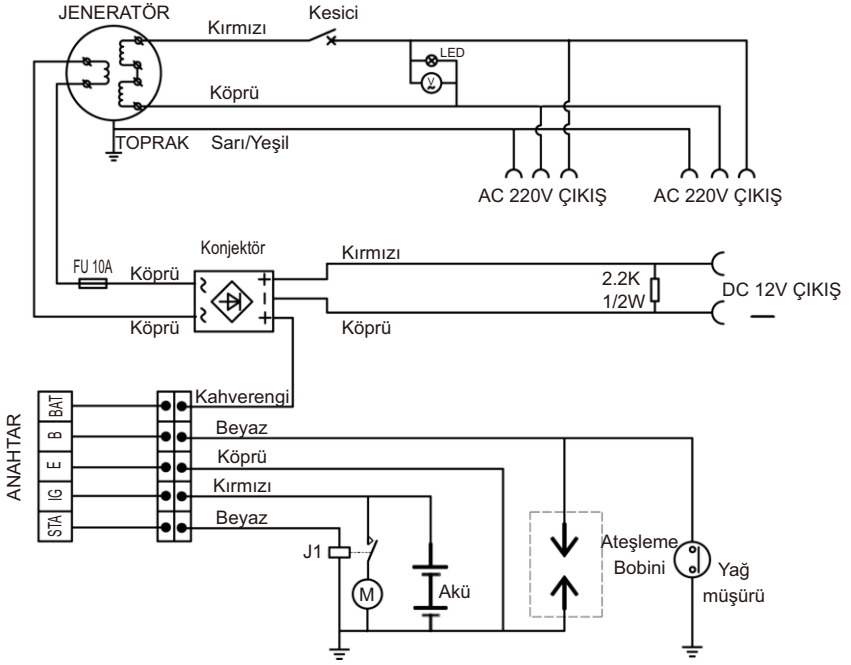 JENERATÖR
Kesici
Kırmızı
LED
V
Köprü
TOPRAK
Sarı/Yeşil
AC 220V ÇIKIŞ
AC 220V ÇIKIŞ
Konjektör
Kırmızı
FU 10A
Köprü
~ +
2.2K
1/2W
DC 12V ÇIKIŞ
~ +
Köprü
Köprü
ANAHTAR
BAT
Kahverengi
B
Beyaz
E
Köprü
IG
Kırmızı
STA
Beyaz
J1
M
Akü
Ateşleme
Bobini
Yağ
müşürü